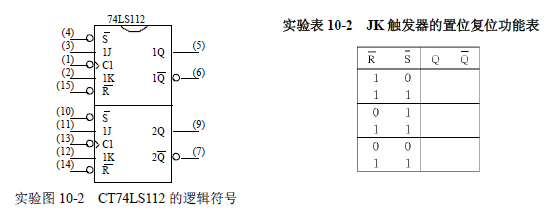 74LS112
(4) S̅
(3) 1J 1Q (5)
(1) C1
(2) 1K 1Q̅ (6)
(15) R̅
(10) S̅
(11) 1J 2Q (9)
(13) C1
(12) 1K 2Q̅ (7)
(14) R̅
实验图 10-2 CT74LS112 的逻辑符号
实验表 10-2 JK 触发器的置位复位功能表
R̅ S̅ Q Q̅
1 0
1 1
0 1
1 1
0 0
1 1